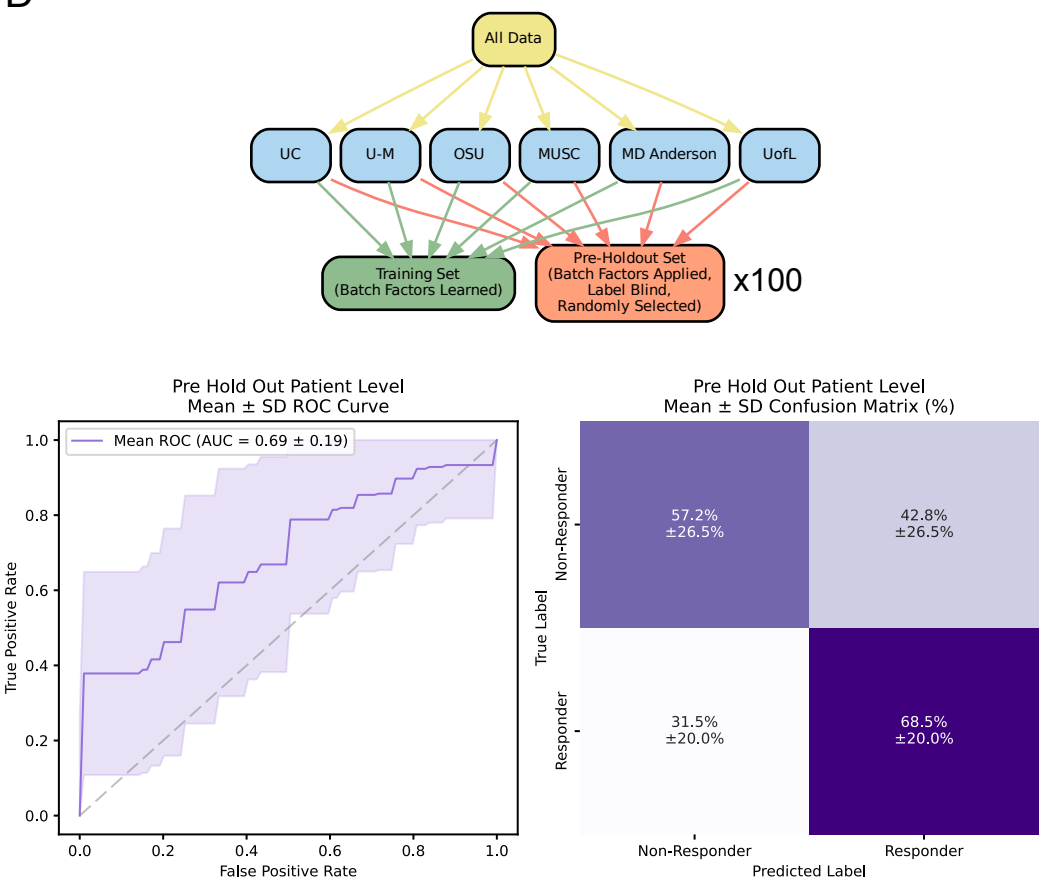 All Data
UC
U-M
OSU
MUSC
MD Anderson
UofL
Training Set
(Batch Factors Learned)
Pre-Holdout Set
(Batch Factors Applied,
Label Blind,
Randomly Selected)
x100
Pre Hold Out Patient Level
Mean ± SD ROC Curve
Mean ROC (AUC = 0.69 ± 0.19)
1.0
0.8
0.6
0.4
0.2
0.0
True Positive Rate
0.0
0.2
0.4
0.6
0.8
1.0
False Positive Rate
Pre Hold Out Patient Level
Mean ± SD Confusion Matrix (%)
True Label
Non-Responder
57.2%
±26.5%
42.8%
±26.5%
Responder
31.5%
±20.0%
68.5%
±20.0%
Non-Responder
Responder
Predicted Label